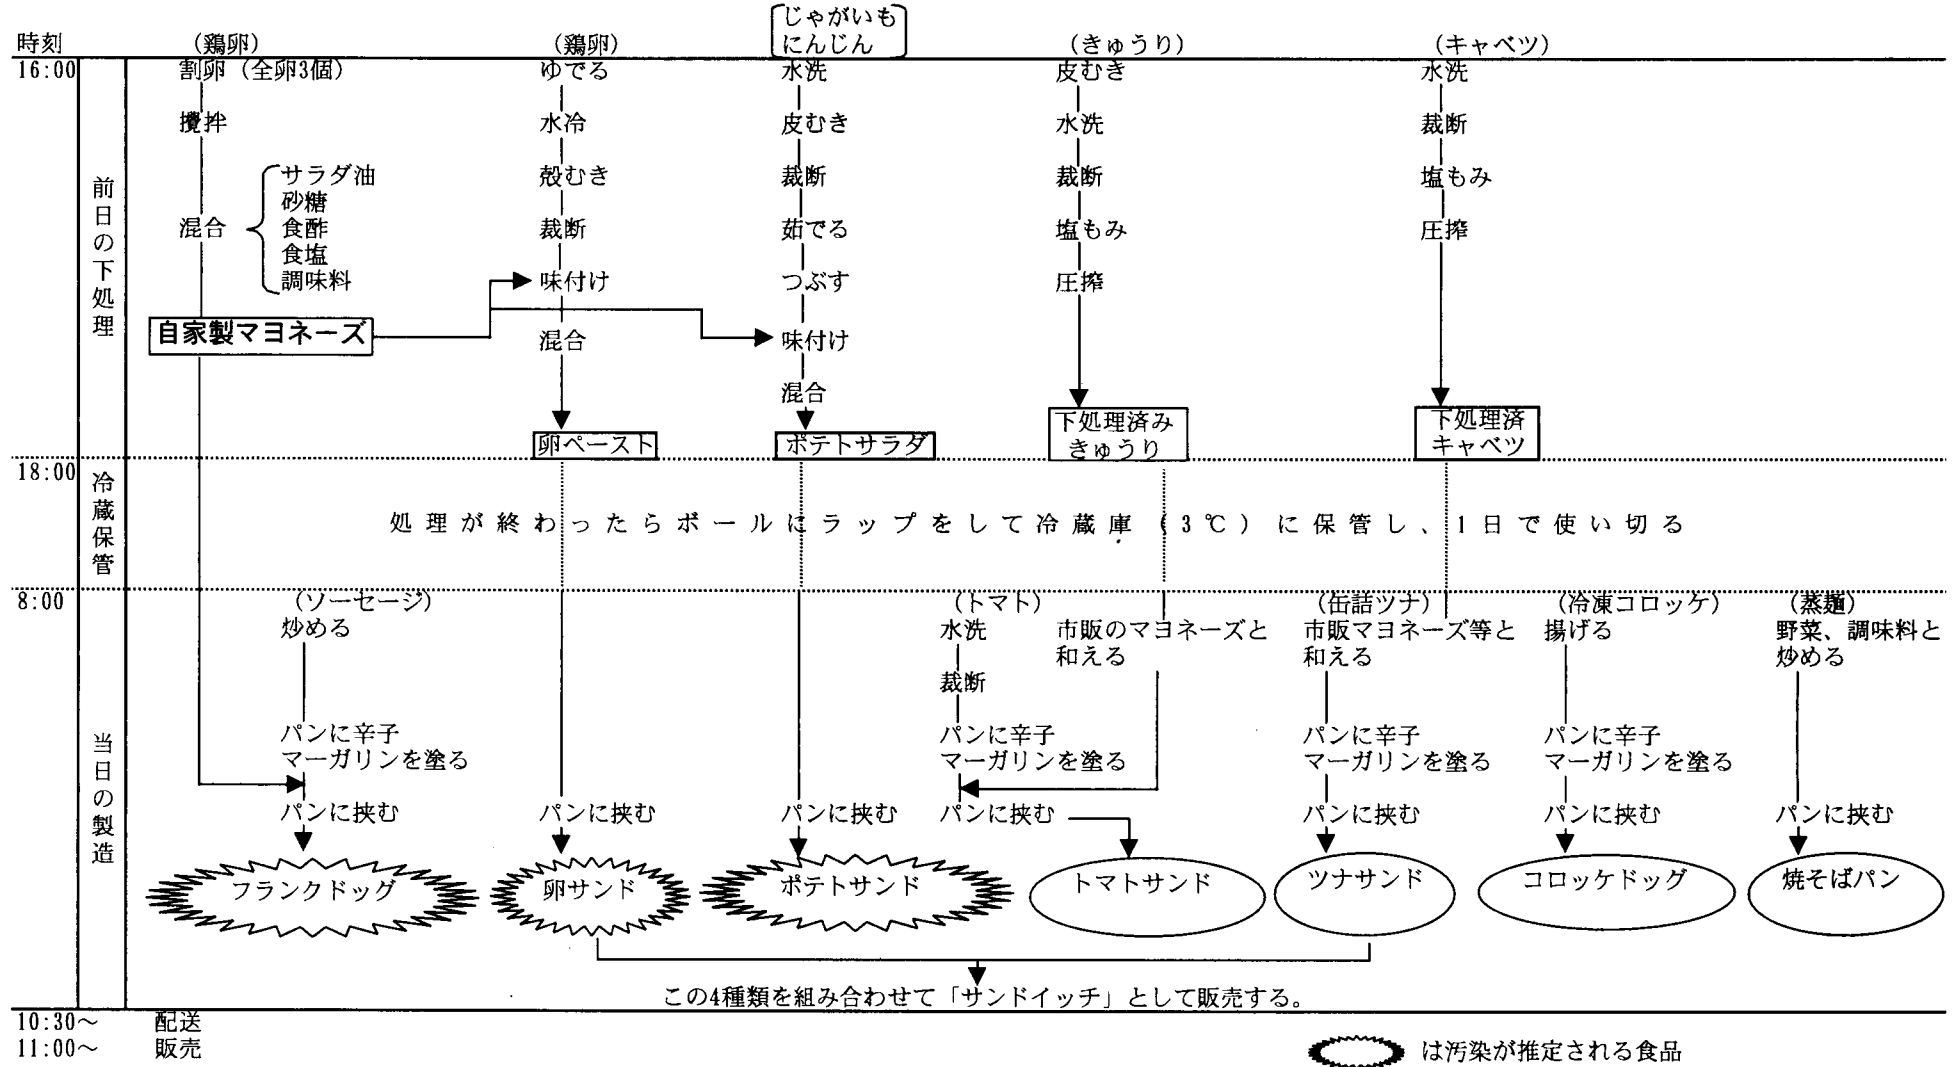 時刻
(鶏卵)
(鶏卵)
じゃがいも
にんじん
(きゅうり)
(キャベツ)
16:00
割卵 (全卵3個)
ゆでる
水洗
皮むき
水洗
攪拌
水冷
皮むき
水洗
裁断
前日の下処理
サラダ油
砂糖
食酢
食塩
調味料
混合
殻むき
裁断
裁断
塩もみ
裁断
茹でる
塩もみ
圧搾
味付け
つぶす
圧搾
自家製マヨネーズ
混合
味付け
混合
卵ペースト
ポテトサラダ
下処理済み
きゅうり
下処理済
キャベツ
18:00
冷蔵保管
処理が終わったらボールにラップをして冷蔵庫(3℃)に保管し、1日で使い切る
8:00
当日の製造
(ソーセージ)
炒める
(トマト)
水洗
裁断
市販のマヨネーズと
和える
(缶詰ツナ)
市販マヨネーズ等と
和える
(冷凍コロッケ)
揚げる
(蒸麺)
野菜、調味料と
炒める
パンに辛子
マーガリンを塗る
パンに辛子
マーガリンを塗る
パンに辛子
マーガリンを塗る
パンに辛子
マーガリンを塗る
パンに挟む
パンに挟む
パンに挟む
パンに挟む
パンに挟む
パンに挟む
パンに挟む
フランクドッグ
卵サンド
ポテトサンド
トマトサンド
ツナサンド
コロッケドッグ
焼そばパン
この4種類を組み合わせて「サンドイッチ」として販売する。
10:30~ 配送
11:00~ 販売
は汚染が推定される食品